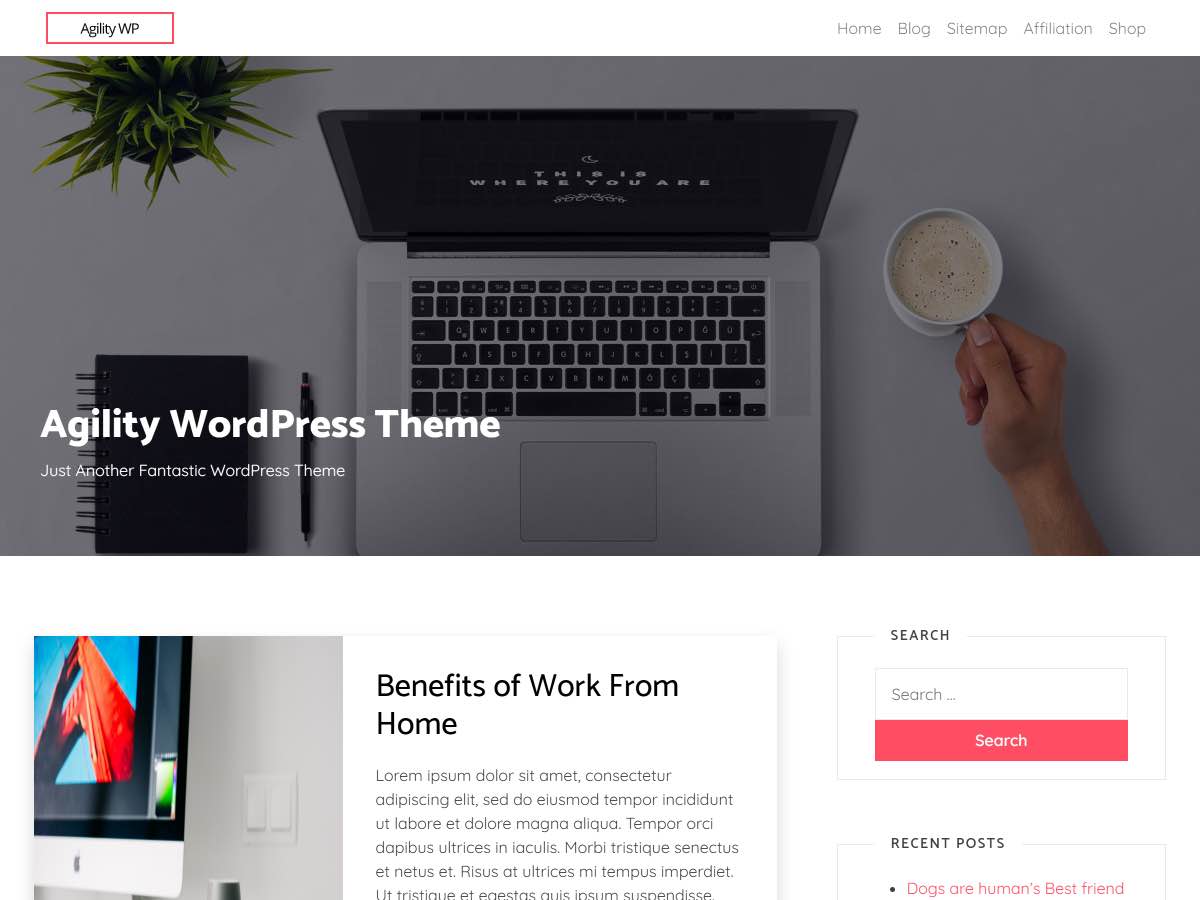 Agility WP
Home Blog Sitemap Affiliation Shop
THIS IS
WHERE YOU ARE
Q W E R T Y U I O P Ğ Ü
A S D F G H J K L Ş İ
Z X C V B N M Ö Ç
Agility WordPress Theme
Just Another Fantastic WordPress Theme
Benefits of Work From
Home
Lorem ipsum dolor sit amet, consectetur
adipiscing elit, sed do eiusmod tempor incididunt
ut labore et dolore magna aliqua. Tempor orci
dapibus ultrices in iaculis. Morbi tristique senectus
et netus et. Risus at ultrices mi tempus imperdiet.
Ut tristique et egestas quis ipsum suspendisse.
SEARCH
Search ...
Search
RECENT POSTS
Dogs are human's Best friend